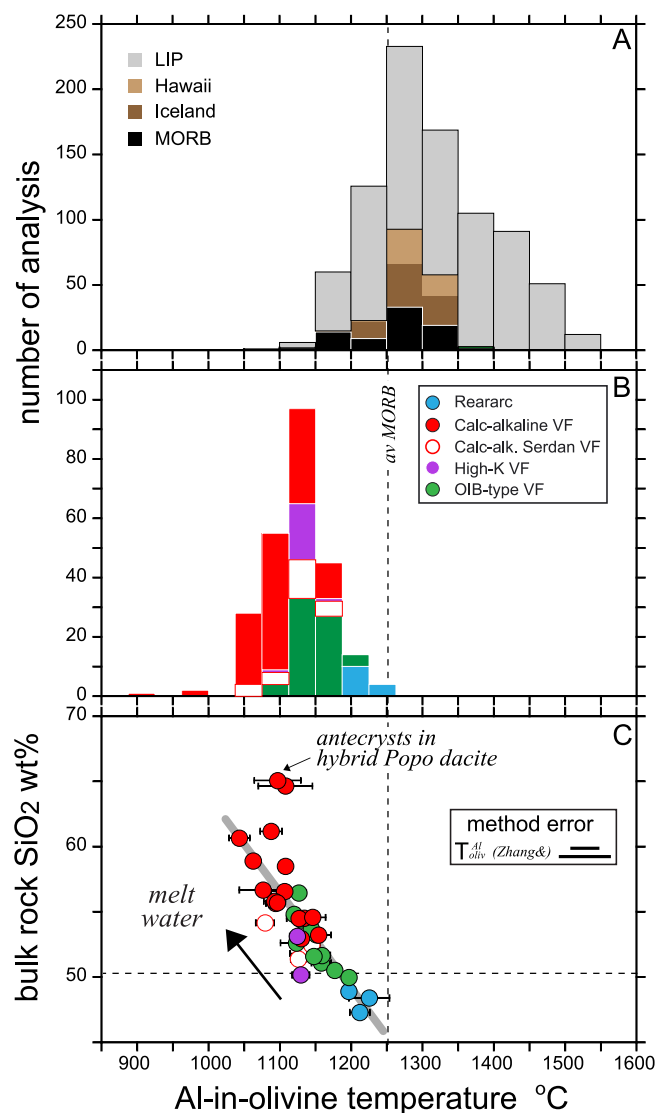 A
250
200
150
100
50
0
number of analysis
LIP
Hawaii
Iceland
MORB
B
100
80
60
40
20
0
av MORB
Reararc
Calc-alkaline VF
Calc-alk. Serdan VF
High-K VF
OIB-type VF
C
70
60
50
bulk rock SiO2 wt%
antecrysts in
hybrid Popo dacite
method error
T Al oliv (Zhang&)
melt
water
900 1000 1100 1200 1300 1400 1500 1600
Al-in-olivine temperature °C